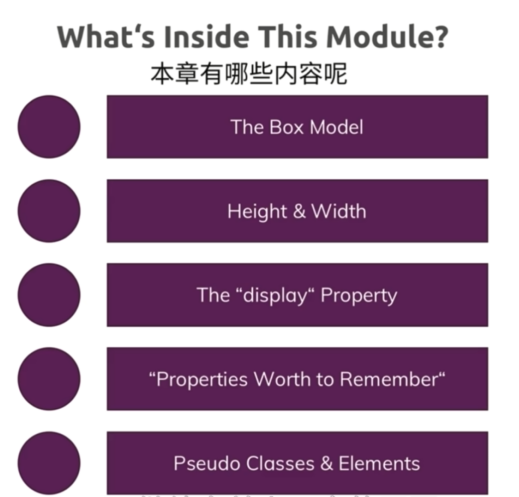 What‘s Inside This Module?
本章有哪些内容呢
The Box Model
Height & Width
The “display“ Property
“Properties Worth to Remember“
Pseudo Classes & Elements